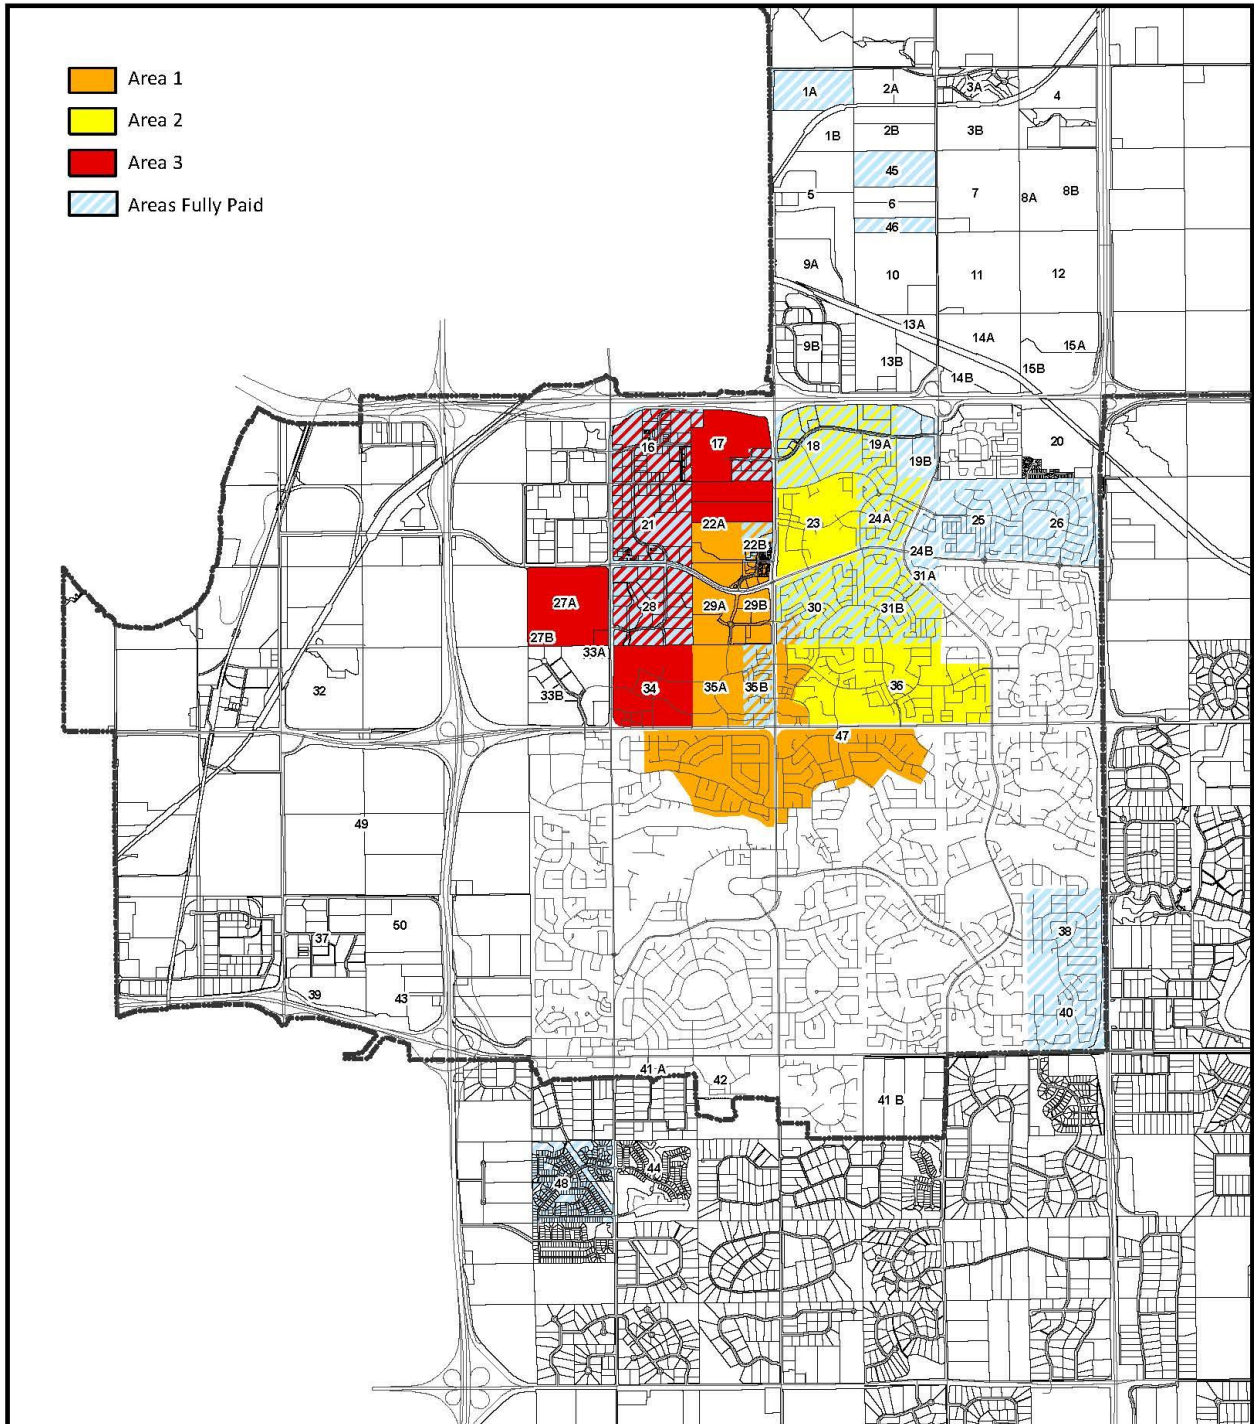 Area 1
Area 2
Area 3
Areas Fully Paid
1A
2A
3A
4
1B
2B
3B
45
5
6
7
8A
8B
46
9A
10
11
12
13A
14A
15A
9B
13B
14B
15B
16
17
18
19A
19B
20
21
22A
22B
23
24A
24B
25
26
27A
27B
28
29A
29B
30
31A
31B
32
33A
33B
34
35A
35B
36
47
49
50
37
38
39
43
40
41 A
42
41 B
44
48